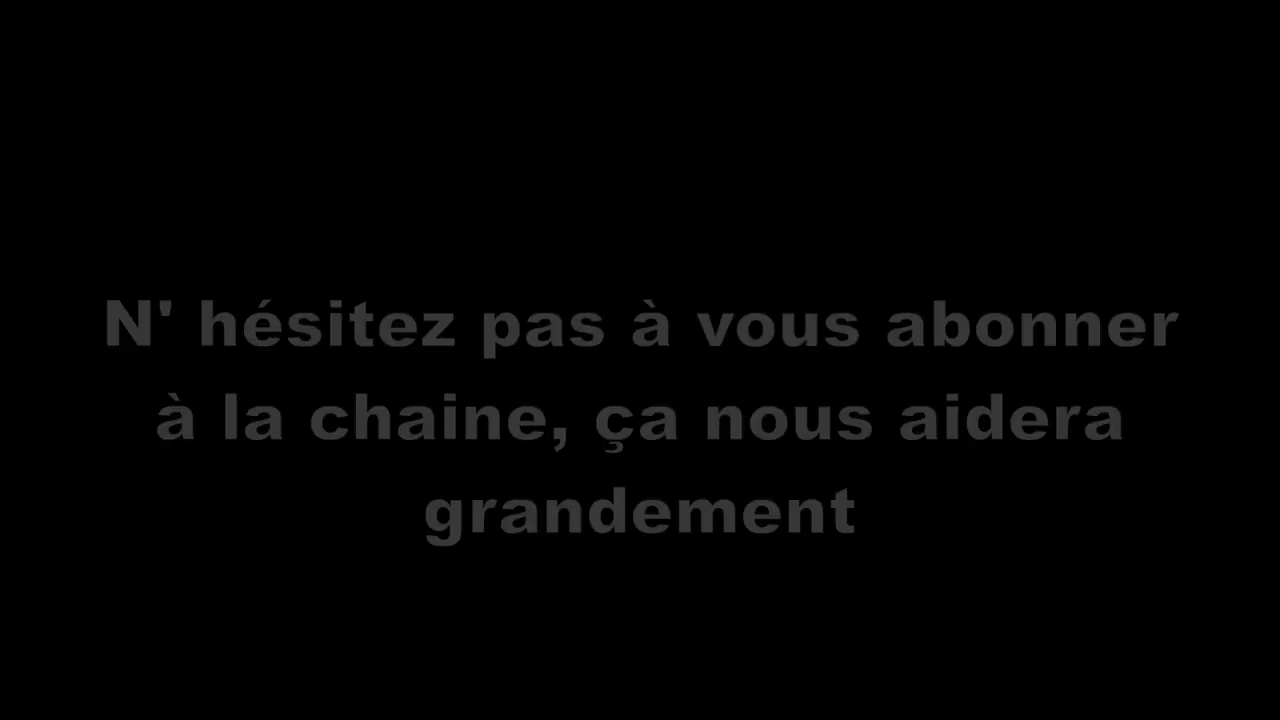 N' hésitez pas à vous abonner
à la chaine, ça nous aidera
grandement